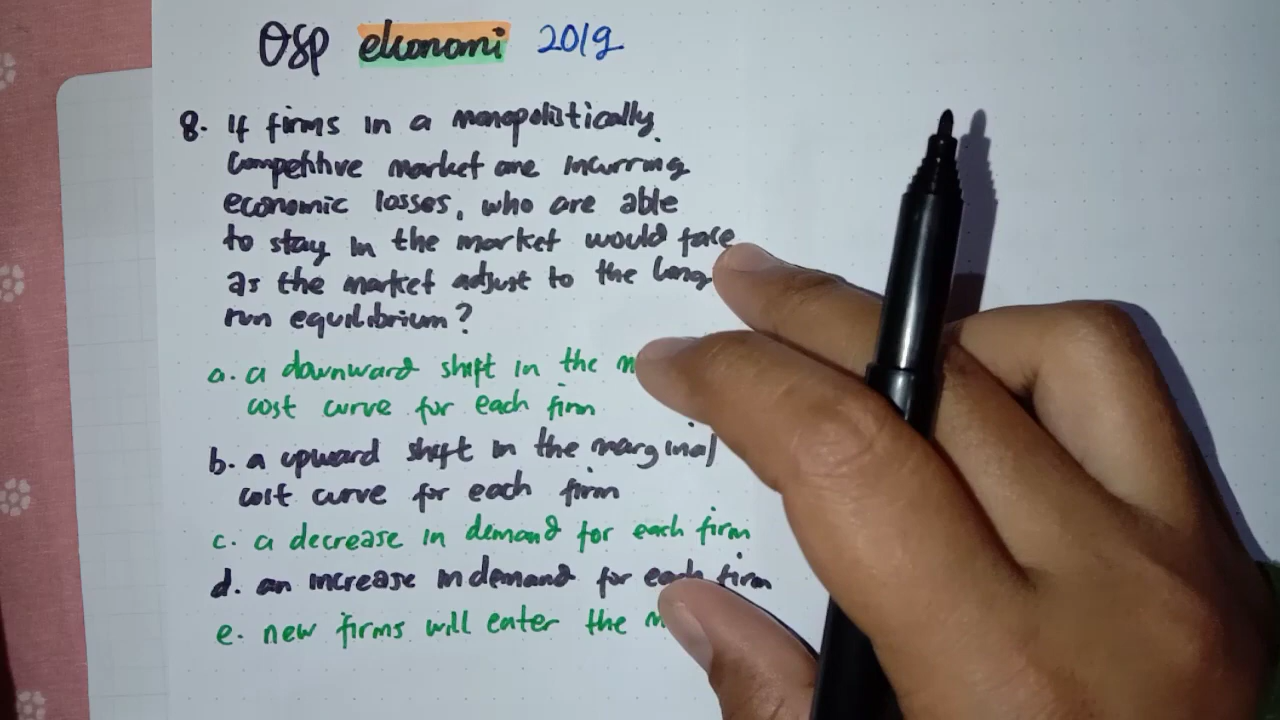 OSP ekonomi 2019
8. If firms in a monopolistically
competitive market are incurring
economic losses, who are able
to stay in the market would face
as the market adjust to the long
run equilibrium?
a. a downward shift in the
cost curve for each firm
b. a upward shift in the marginal
cost curve for each firm
c. a decrease in demand for each firm
d. an increase in demand for each firm
e. new firms will enter the